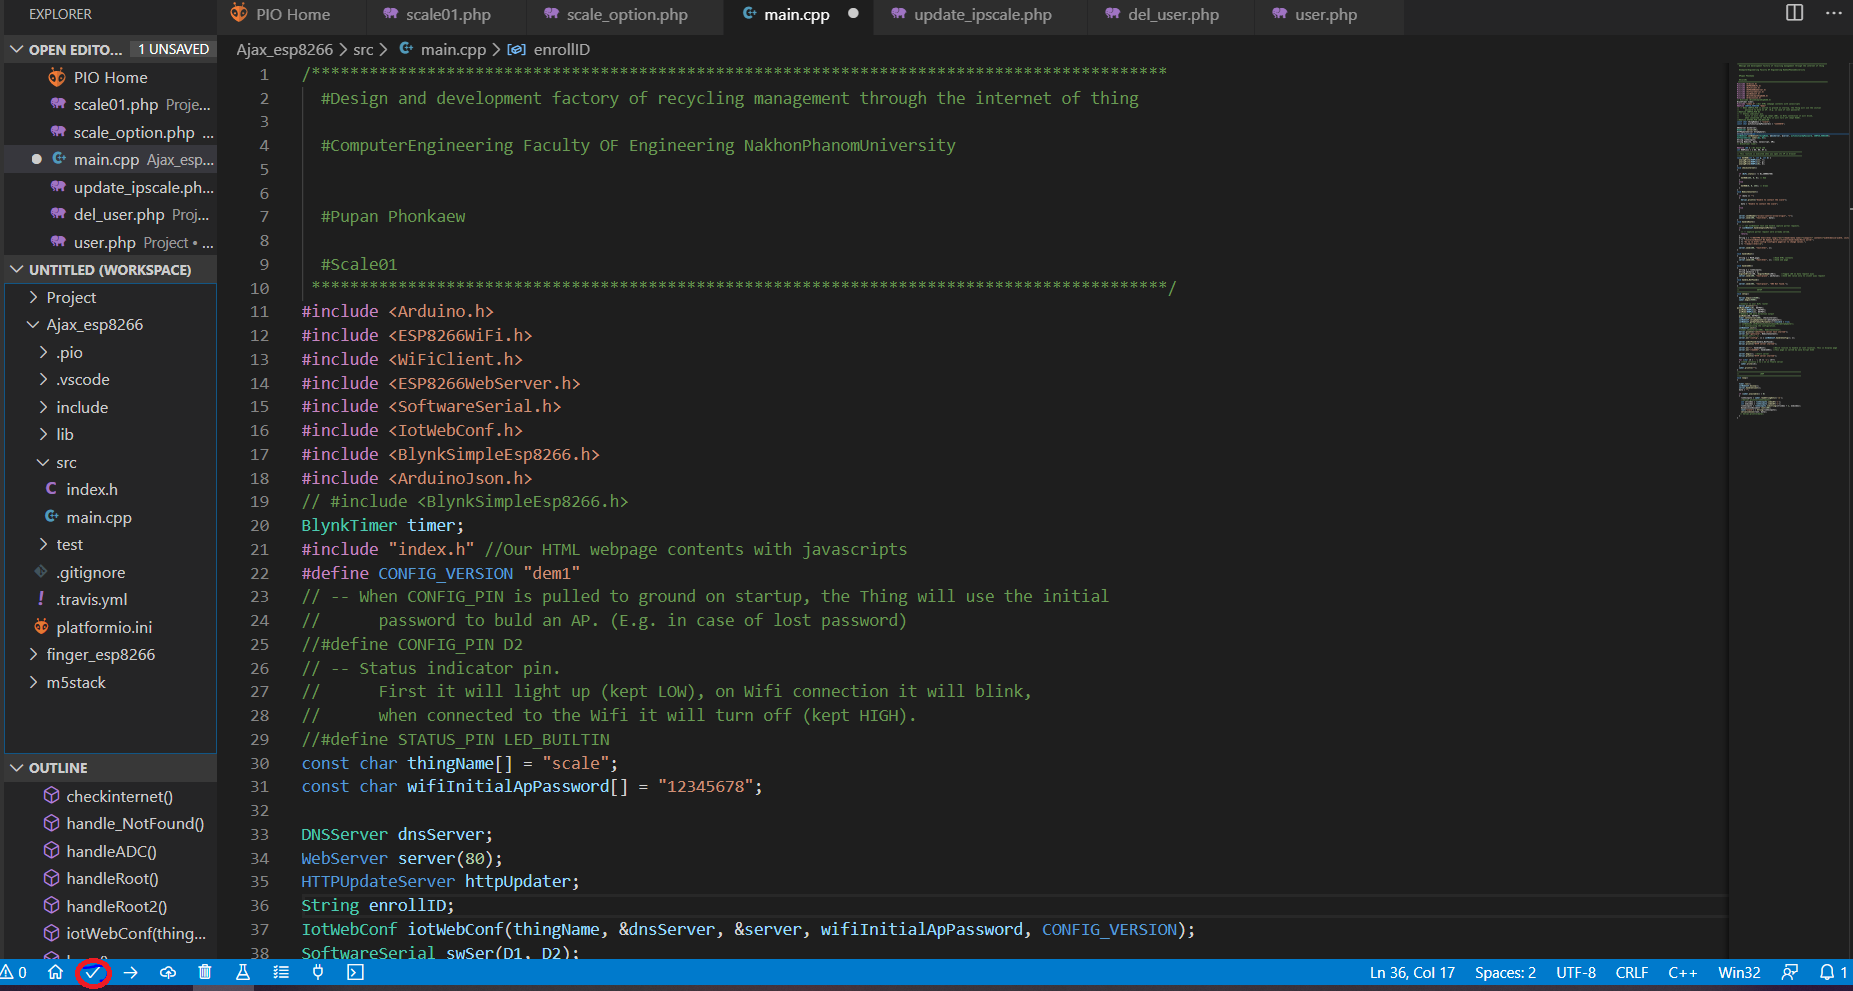 EXPLORER
OPEN EDITO... 1 UNSAVED
PIO Home
scale01.php Proje...
scale_option.php ...
main.cpp Ajax_esp...
update_ipscale.ph...
del_user.php Proj...
user.php Project • ...
UNTITLED (WORKSPACE)
Project
Ajax_esp8266
.pio
.vscode
include
lib
src
index.h
main.cpp
test
.gitignore
.travis.yml
platformio.ini
finger_esp8266
m5stack
OUTLINE
checkinternet()
handle_NotFound()
handleADC()
handleRoot()
handleRoot2()
iotWebConf(thing...
PIO Home scale01.php scale_option.php main.cpp update_ipscale.php del_user.php user.php
Ajax_esp8266 > src > main.cpp > enrollID
1 /*****************************************************************************************
2 #Design and development factory of recycling management through the internet of thing
3
4 #ComputerEngineering Faculty OF Engineering NakhonPhanomUniversity
5
6
7 #Pupan Phonkaew
8
9 #Scale01
10 *****************************************************************************************/
11 #include <Arduino.h>
12 #include <ESP8266WiFi.h>
13 #include <WiFiClient.h>
14 #include <ESP8266WebServer.h>
15 #include <SoftwareSerial.h>
16 #include <IotWebConf.h>
17 #include <BlynkSimpleEsp8266.h>
18 #include <ArduinoJson.h>
19 // #include <BlynkSimpleEsp8266.h>
20 BlynkTimer timer;
21 #include "index.h" //Our HTML webpage contents with javascripts
22 #define CONFIG_VERSION "dem1"
23 // -- When CONFIG_PIN is pulled to ground on startup, the Thing will use the initial
24 //      password to buld an AP. (E.g. in case of lost password)
25 //#define CONFIG_PIN D2
26 // -- Status indicator pin.
27 //      First it will light up (kept LOW), on Wifi connection it will blink,
28 //      when connected to the Wifi it will turn off (kept HIGH).
29 //#define STATUS_PIN LED_BUILTIN
30 const char thingName[] = "scale";
31 const char wifiInitialApPassword[] = "12345678";
32
33 DNSServer dnsServer;
34 WebServer server(80);
35 HTTPUpdateServer httpUpdater;
36 String enrollID;
37 IotWebConf iotWebConf(thingName, &dnsServer, &server, wifiInitialApPassword, CONFIG_VERSION);
38 SoftwareSerial swSer(D1, D2);
0 Ln 36, Col 17 Spaces: 2 UTF-8 CRLF C++ Win32 1